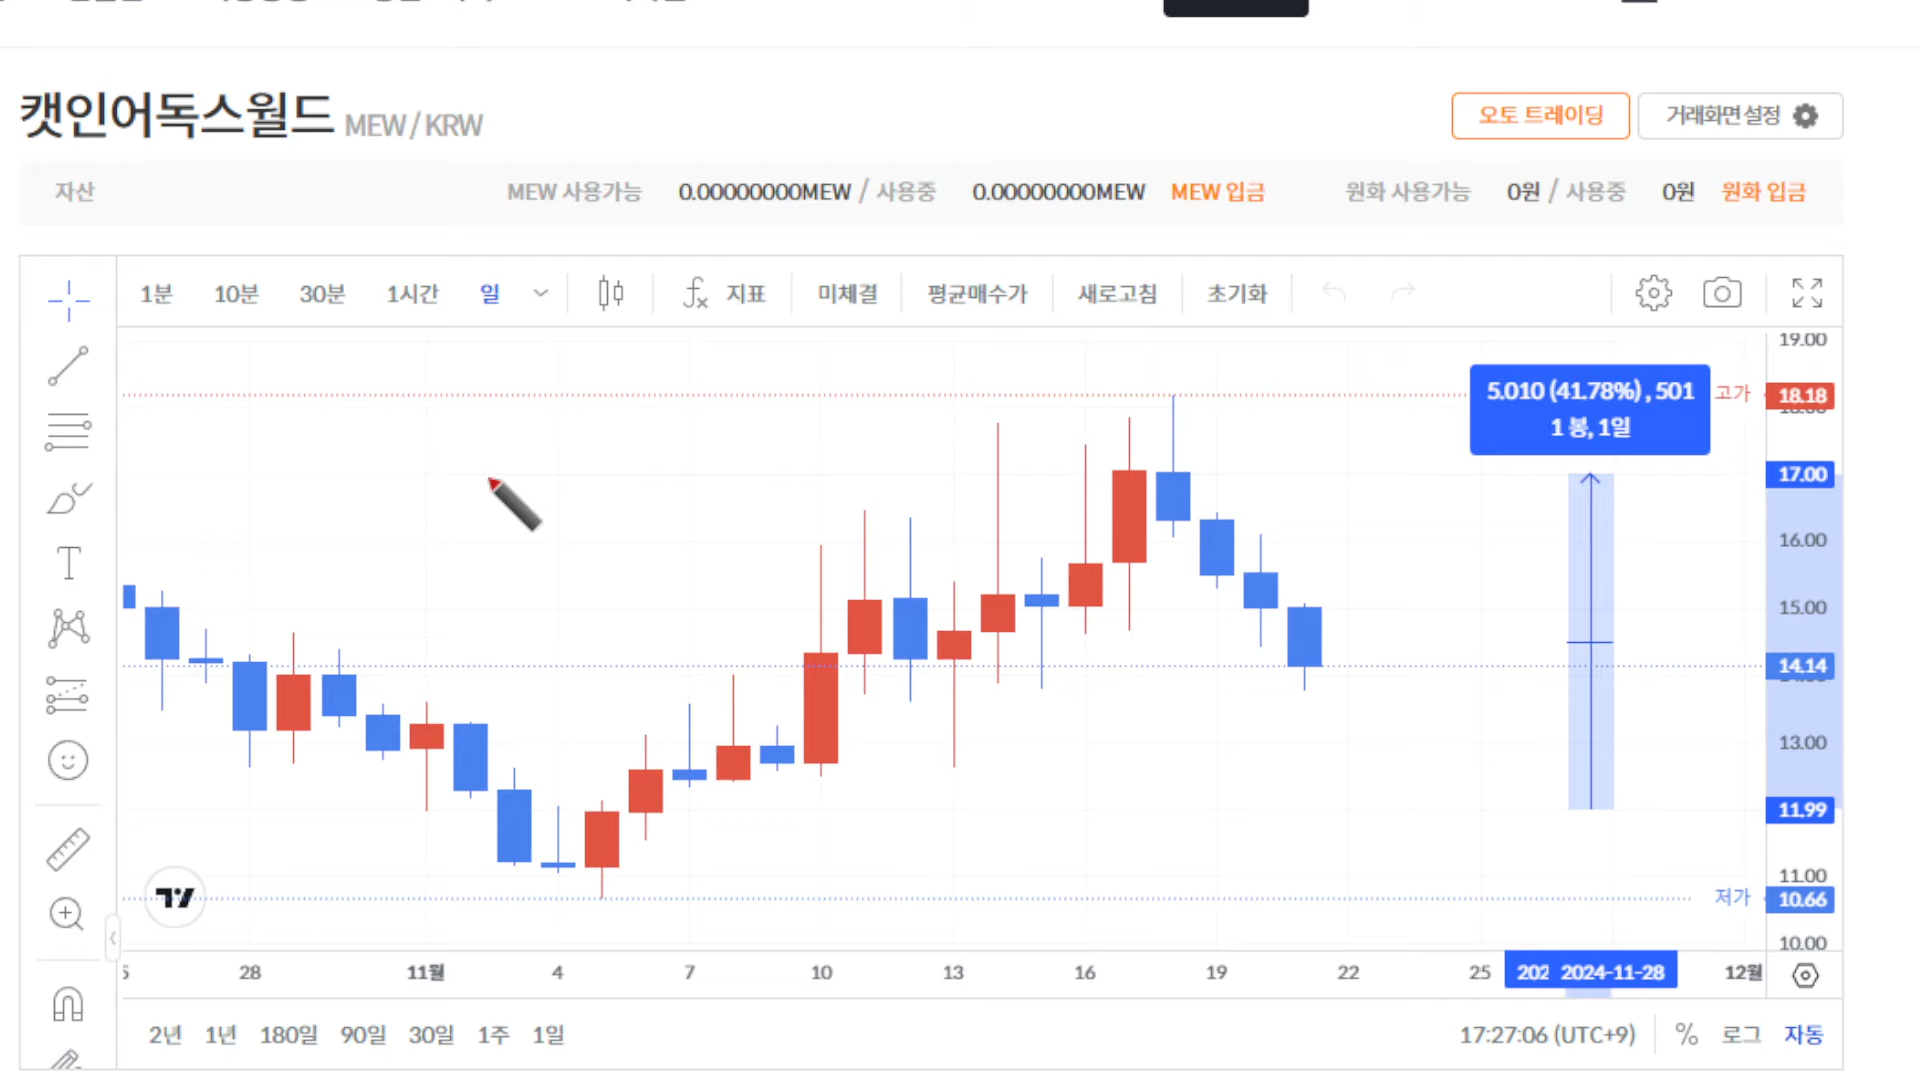 캣인어독스월드 MEW/KRW
오토 트레이딩
거래화면 설정
자산
MEW 사용가능 0.00000000MEW / 사용중 0.00000000MEW MEW 입금
원화 사용가능 0원 / 사용중 0원 원화 입금
1분 10분 30분 1시간 일 지표 미체결 평균매수가 새로고침 초기화
19.00
5.010 (41.78%) , 501
1 봉, 1일
고가 18.18
17.00
16.00
15.00
14.14
13.00
11.99
11.00
저가 10.66
10.00
28 11월 4 7 10 13 16 19 22 25 2024-11-28 12월
2년 1년 180일 90일 30일 1주 1일
17:27:06 (UTC+9) % 로그 자동